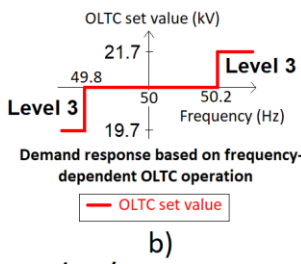 OLTC set value (kV)
21.7
49.8
Level 3
Level 3
50
50.2
Frequency (Hz)
19.7
Demand response based on frequency-
dependent OLTC operation
OLTC set value
b)